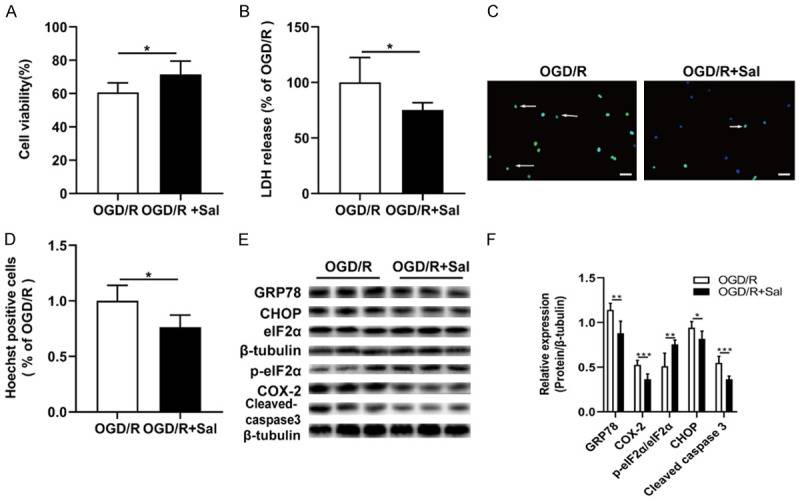 A
Cell viability(%)
100
80
60
40
20
0
*
OGD/R OGD/R +Sal
B
LDH release (% of OGD/R )
150
100
50
0
*
OGD/R OGD/R+Sal
C
OGD/R OGD/R+Sal
D
Hoechst positive cells
( % of OGD/R )
1.5
1.0
0.5
0.0
*
OGD/R OGD/R+Sal
E
OGD/R OGD/R+Sal
GRP78
CHOP
eIF2α
β-tubulin
p-eIF2α
COX-2
Cleaved-
caspase3
β-tubulin
F
Relative expression
(Protein/β-tubulin)
1.5
1.0
0.5
0.0
OGD/R
OGD/R+Sal
**
***
**
*
***
GRP78
COX-2
p-eIF2α/eIF2α
CHOP
Cleaved caspase 3